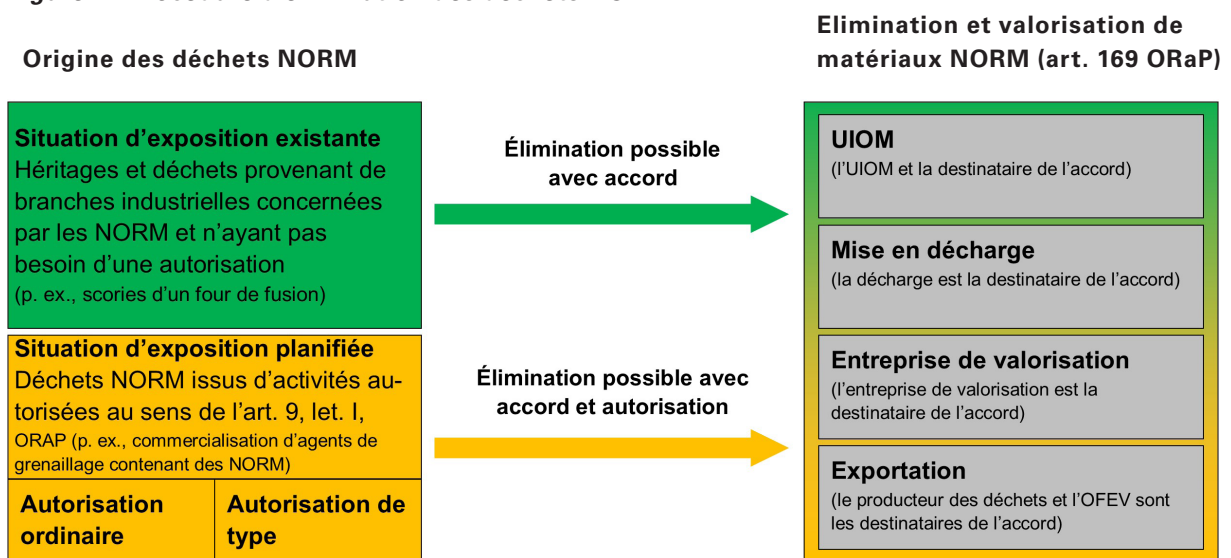 Origine des déchets NORM
Elimination et valorisation de
matériaux NORM (art. 169 ORaP)
Situation d’exposition existante
Héritages et déchets provenant de
branches industrielles concernées
par les NORM et n’ayant pas
besoin d’une autorisation
(p. ex., scories d’un four de fusion)
Élimination possible
avec accord
Situation d’exposition planifiée
Déchets NORM issus d’activités au-
torisées au sens de l’art. 9, let. I,
ORAP (p. ex., commercialisation d’agents de
grenaillage contenant des NORM)
Autorisation
ordinaire
Autorisation de
type
Élimination possible avec
accord et autorisation
UIOM
(l’UIOM et la destinataire de l’accord)
Mise en décharge
(la décharge est la destinataire de l’accord)
Entreprise de valorisation
(l’entreprise de valorisation est la
destinataire de l’accord)
Exportation
(le producteur des déchets et l’OFEV sont
les destinataires de l’accord)